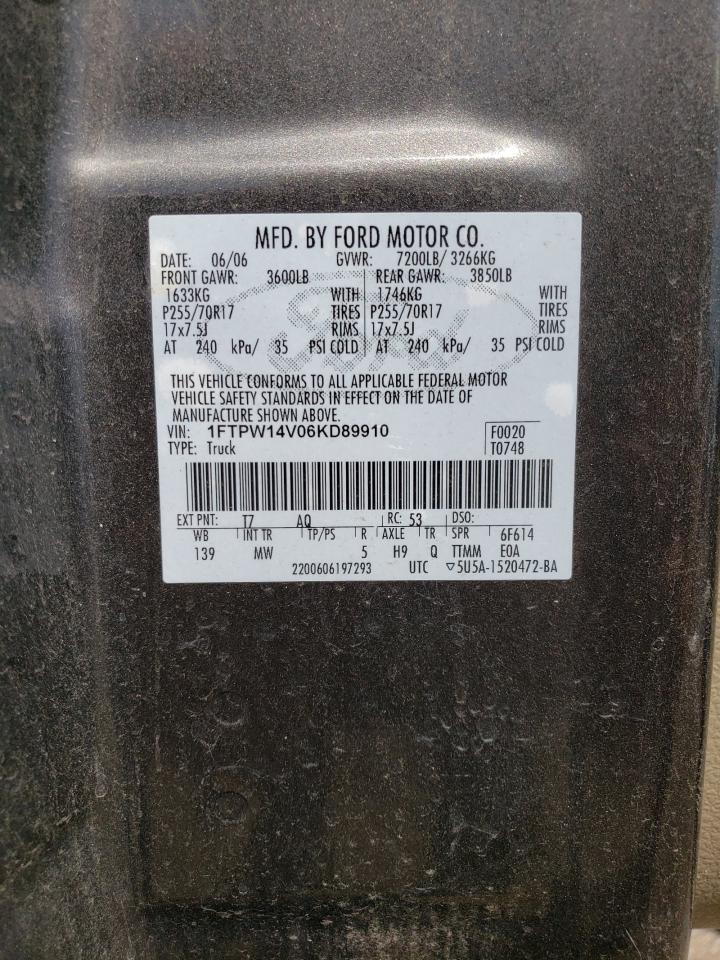 MFD. BY FORD MOTOR CO.
DATE: 06/06 GVWR: 7200LB/ 3266KG
FRONT GAWR: 3600LB REAR GAWR: 3850LB
1633KG WITH 1746KG WITH
P255/70R17 TIRES P255/70R17 TIRES
17x7.5J RIMS 17x7.5J RIMS
AT 240 kPa/ 35 PSI COLD AT 240 kPa/ 35 PSI COLD
THIS VEHICLE CONFORMS TO ALL APPLICABLE FEDERAL MOTOR
VEHICLE SAFETY STANDARDS IN EFFECT ON THE DATE OF
MANUFACTURE SHOWN ABOVE.
VIN: 1FTPW14V06KD89910 F0020
TYPE: Truck T0748
EXT PNT: T7 AQ RC: 53 DSO:
WB INT TR TP/PS R AXLE TR SPR 6F614
139 MW 5 H9 Q TTMM E0A
2200606197293 UTC ▽5U5A-1520472-BA